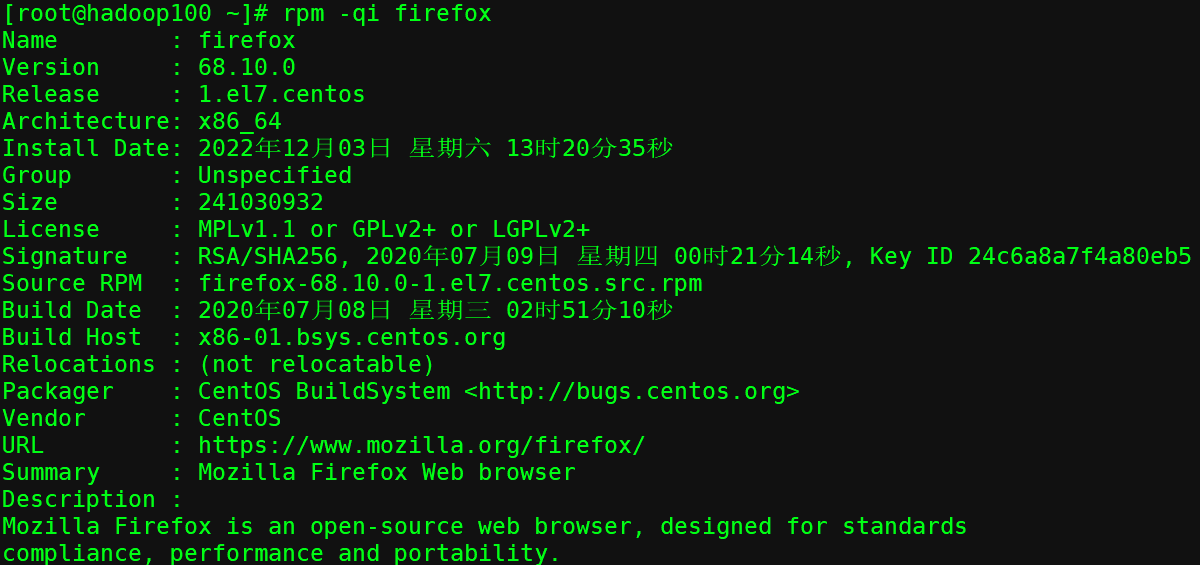 [root@hadoop100 ~]# rpm -qi firefox
Name        : firefox
Version     : 68.10.0
Release     : 1.el7.centos
Architecture: x86_64
Install Date: 2022年12月03日 星期六 13时20分35秒
Group       : Unspecified
Size        : 241030932
License     : MPLv1.1 or GPLv2+ or LGPLv2+
Signature   : RSA/SHA256, 2020年07月09日 星期四 00时21分14秒, Key ID 24c6a8a7f4a80eb5
Source RPM  : firefox-68.10.0-1.el7.centos.src.rpm
Build Date  : 2020年07月08日 星期三 02时51分10秒
Build Host  : x86-01.bsys.centos.org
Relocations : (not relocatable)
Packager    : CentOS BuildSystem <http://bugs.centos.org>
Vendor      : CentOS
URL         : https://www.mozilla.org/firefox/
Summary     : Mozilla Firefox Web browser
Description :
Mozilla Firefox is an open-source web browser, designed for standards
compliance, performance and portability.